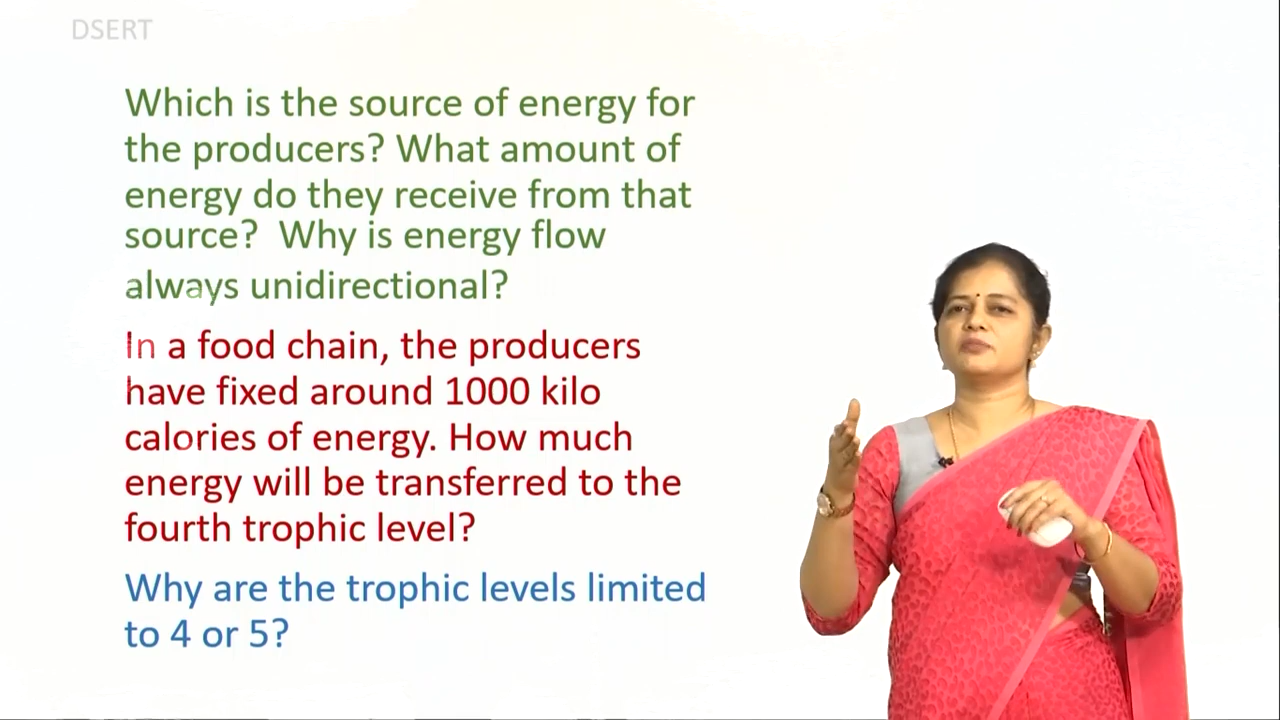 DSERT
Which is the source of energy for
the producers? What amount of
energy do they receive from that
source?  Why is energy flow
always unidirectional?
In a food chain, the producers
have fixed around 1000 kilo
calories of energy. How much
energy will be transferred to the
fourth trophic level?
Why are the trophic levels limited
to 4 or 5?